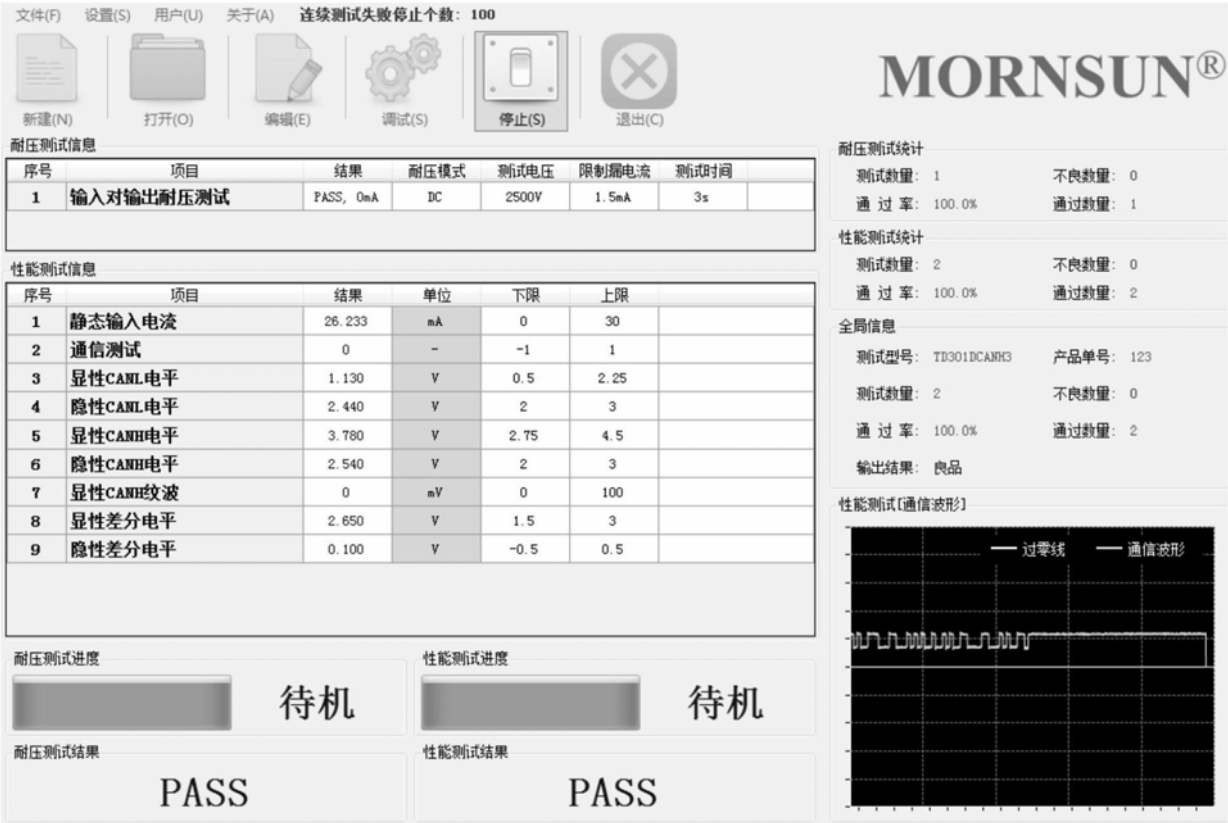 文件(F) 设置(S) 用户(U) 关于(A) 连续测试失败停止个数: 100
新建(N) 打开(O) 编辑(E) 调试(S) 停止(S) 退出(C)
MORNSUN®
耐压测试信息
序号 项目 结果 耐压模式 测试电压 限制漏电流 测试时间
1 输入对输出耐压测试 PASS, 0mA DC 2500V 1.5mA 3s
性能测试信息
序号 项目 结果 单位 下限 上限
1 静态输入电流 26.233 mA 0 30
2 通信测试 0 - -1 1
3 显性CANL电平 1.130 V 0.5 2.25
4 隐性CANL电平 2.440 V 2 3
5 显性CANH电平 3.780 V 2.75 4.5
6 隐性CANH电平 2.540 V 2 3
7 显性CANH纹波 0 mV 0 100
8 显性差分电平 2.650 V 1.5 3
9 隐性差分电平 0.100 V -0.5 0.5
耐压测试进度
待机
性能测试进度
待机
耐压测试结果
PASS
性能测试结果
PASS
耐压测试统计
测试数量: 1 不良数量: 0
通 过 率: 100.0% 通过数量: 1
性能测试统计
测试数量: 2 不良数量: 0
通 过 率: 100.0% 通过数量: 2
全局信息
测试型号: TD301DCANH3 产品单号: 123
测试数量: 2 不良数量: 0
通 过 率: 100.0% 通过数量: 2
输出结果: 良品
性能测试[通信波形]
过零线 通信波形